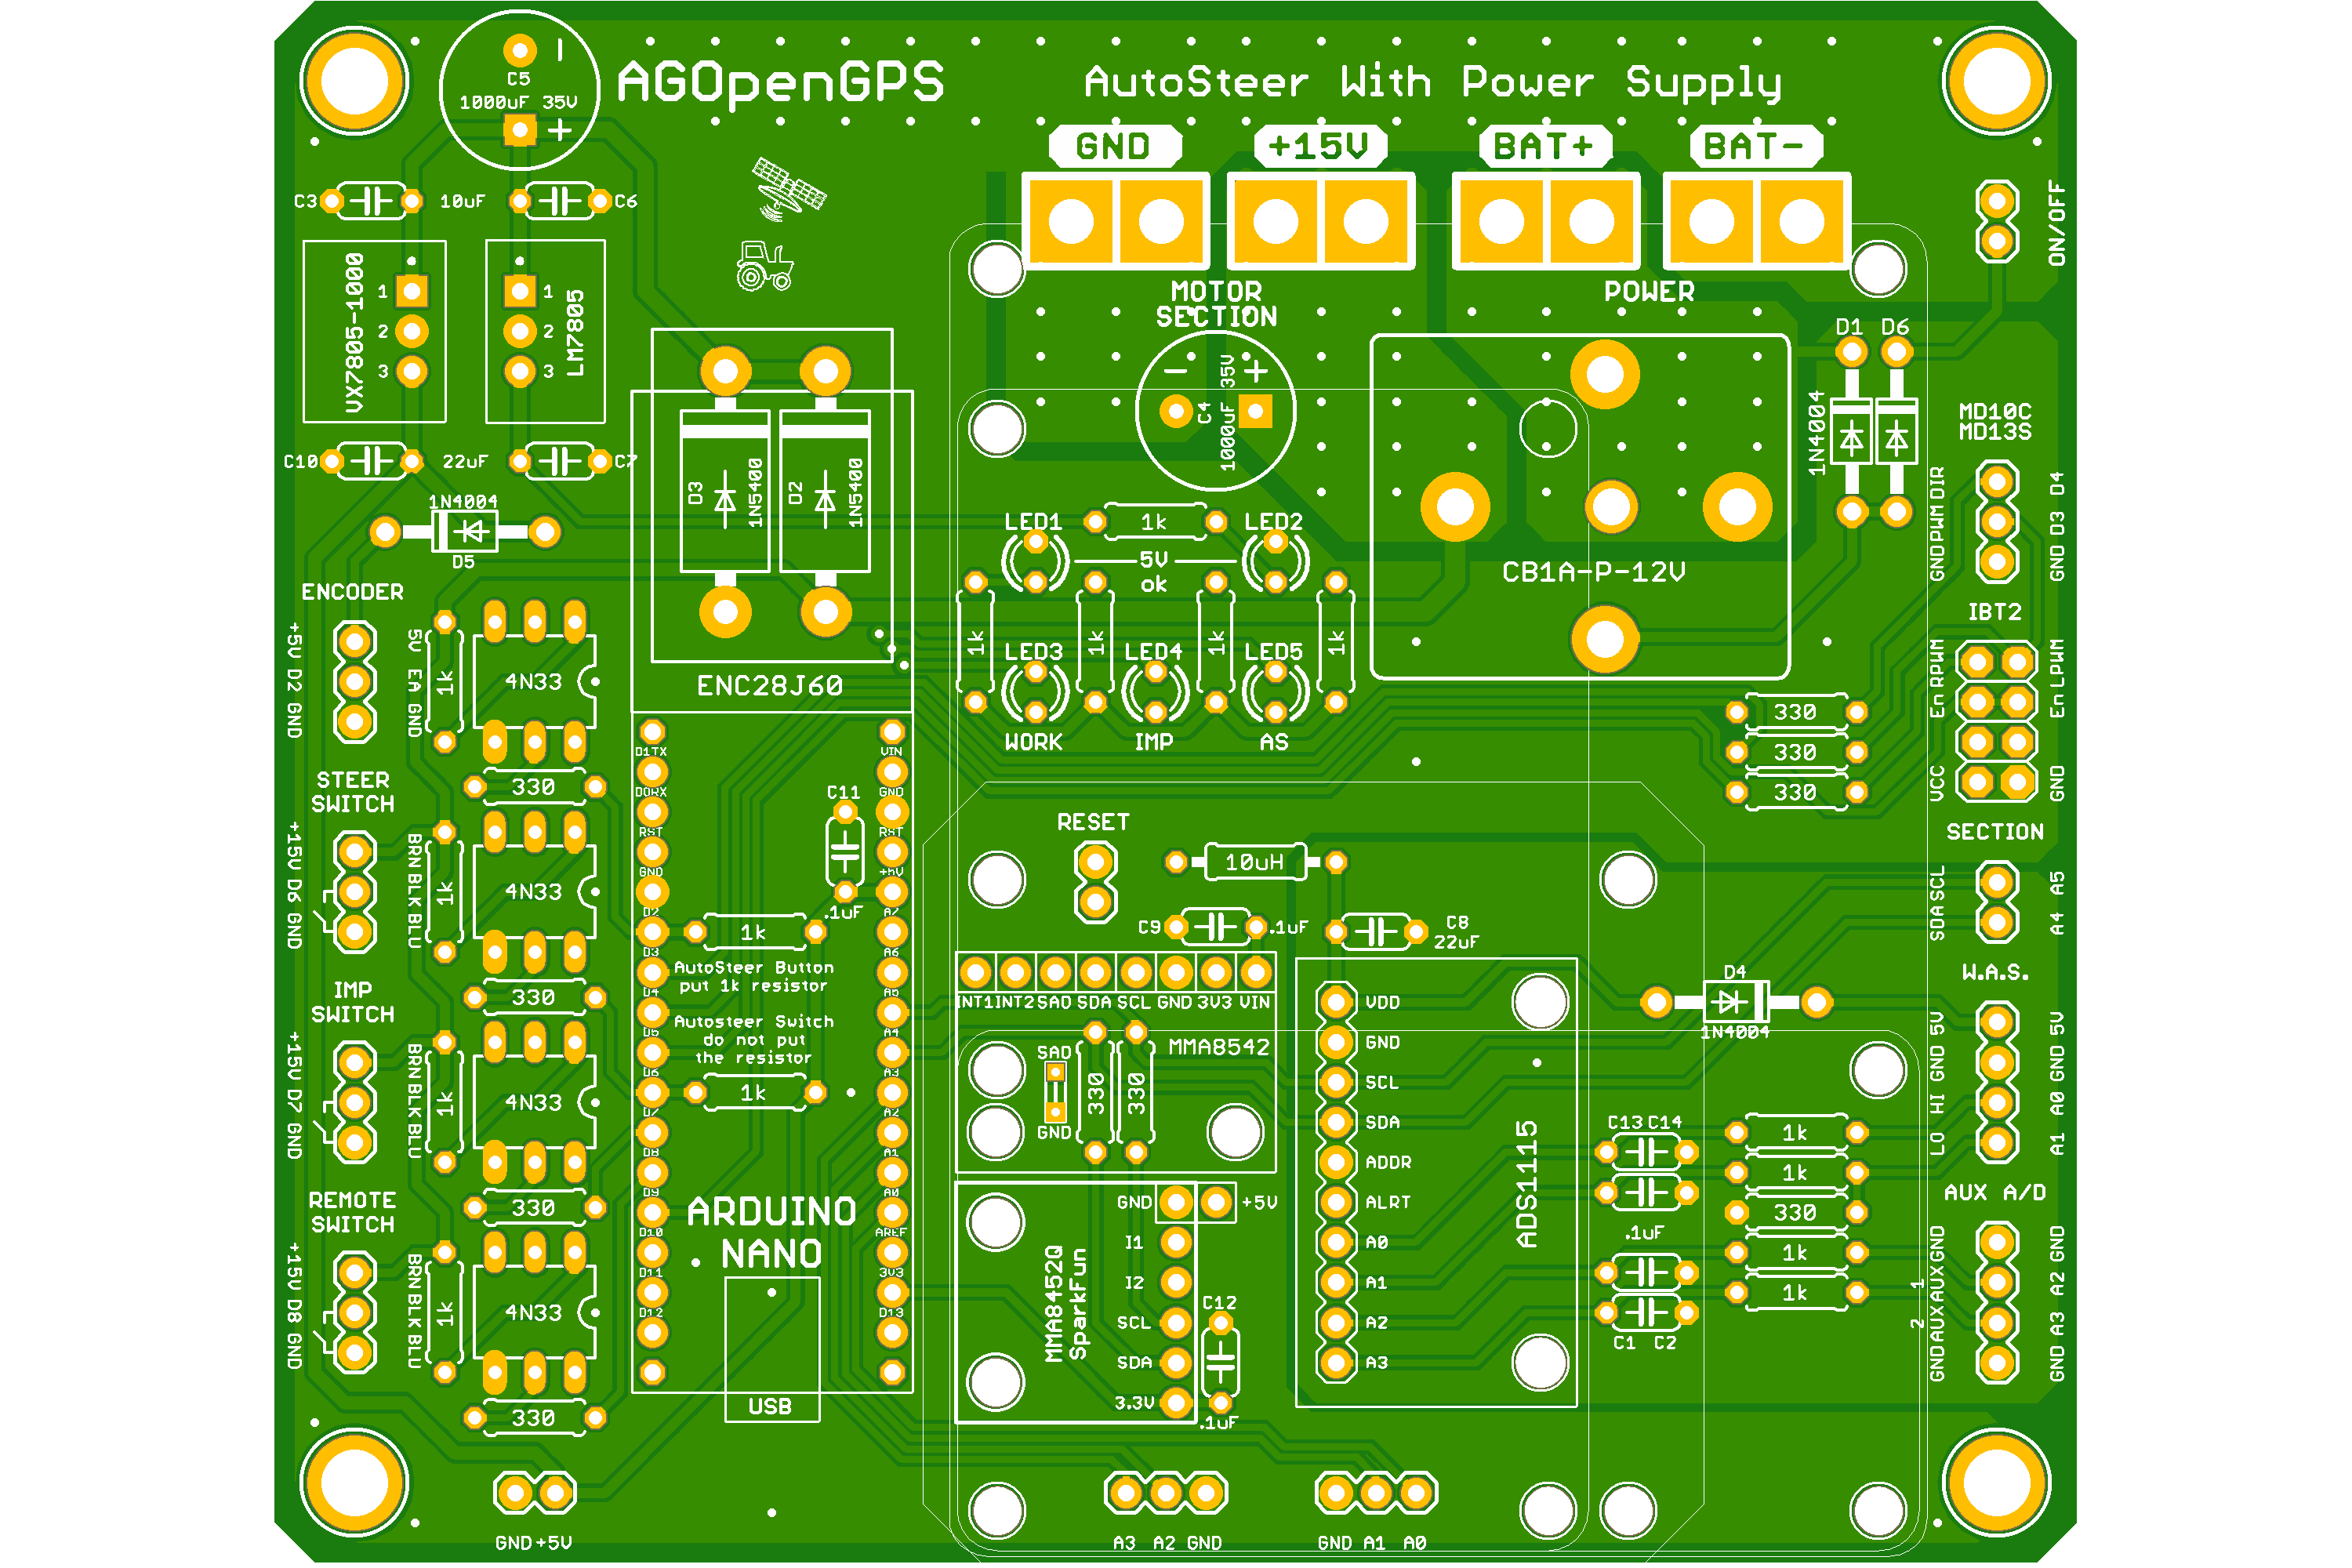 AGOpenGPS
AutoSteer With Power Supply
C5
1000uF 35V
GND
+15V
BAT+
BAT-
C3
10uF
C6
ON/OFF
VX7805-1000
1
2
3
LM7805
1
2
3
MOTOR
SECTION
POWER
C4
1000uF 35V
D1 D6
1N4004
MD10C
MD13S
C10
22uF
C7
1N4004
D5
D3
1N5400
D2
1N5400
ENC28J60
LED1
1k
LED2
5V
ok
1k
1k
1k
1k
LED3
LED4
LED5
WORK
IMP
AS
CB1A-P-12V
GND PWM DIR
GND D3 D4
IBT2
En RPWM
En LPWM
VCC
GND
330
330
330
ENCODER
+5V D2 GND
5V EA GND
1k
4N33
330
STEER
SWITCH
+15V D6 GND
BRN BLK BLU
1k
4N33
330
IMP
SWITCH
+15V D7 GND
BRN BLK BLU
1k
4N33
330
REMOTE
SWITCH
+15V D8 GND
BRN BLK BLU
1k
4N33
330
D1TX
VIN
GND
RST
RST
GND
+5V
D2
A7
D3
A6
D4
A5
D5
A4
D6
A3
D7
A2
D8
A1
D9
A0
D10
AREF
D11
3V3
D12
D13
C11
.1uF
1k
AutoSteer Button
put 1k resistor
Autosteer Switch
do not put
the resistor
1k
ARDUINO
NANO
USB
RESET
10uH
C9
.1uF
C8
22uF
INT1 INT2 SAD SDA SCL GND 3V3 VIN
MMA8542
SAD
GND
330
330
GND
+5V
I1
I2
SCL
SDA
3.3V
MMA8452Q
SparkFun
C12
.1uF
VDD
GND
SCL
SDA
ADDR
ALRT
A0
A1
A2
A3
ADS1115
D4
1N4004
C13 C14
.1uF
C1 C2
1k
1k
330
1k
1k
SECTION
SDA SCL
A4 A5
W.A.S.
LO HI GND 5V
A1 A0 GND 5V
AUX A/D
GND AUX AUX GND
2 1
GND A3 A2 GND
GND +5V
A3 A2 GND
GND A1 A0